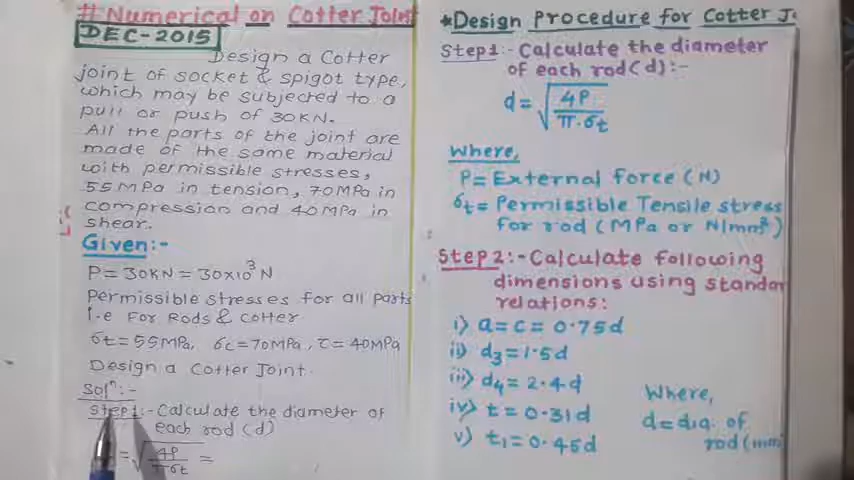 # Numerical on Cotter Joint
DEC-2015
Design a Cotter
joint of socket & spigot type,
which may be subjected to a
pull or push of 30KN.
All the parts of the joint are
made of the same material
with permissible stresses,
55MPa in tension, 70MPa in
compression and 40MPa in
shear.
Given:-
P = 30KN = 30×10³ N
Permissible stresses for all parts
i.e For Rods & cotter
σt = 55MPa, σc = 70MPa, τ = 40MPa
Design a Cotter Joint.
Solⁿ:-
Step1:- Calculate the diameter of
each rod (d)
= √4P/πσt =
*Design Procedure for Cotter J
Step1:- Calculate the diameter
of each rod (d):-
d = √4P/π.σt
Where,
P = External force (N)
σt = Permissible Tensile stress
for rod (MPa or N/mm²)
Step2:- Calculate following
dimensions using standar
relations:
i) a = c = 0.75d
ii) d3 = 1.5d
iii) d4 = 2.4d
iv) t = 0.31d
v) t1 = 0.45d
Where,
d = dia. of
rod (mm